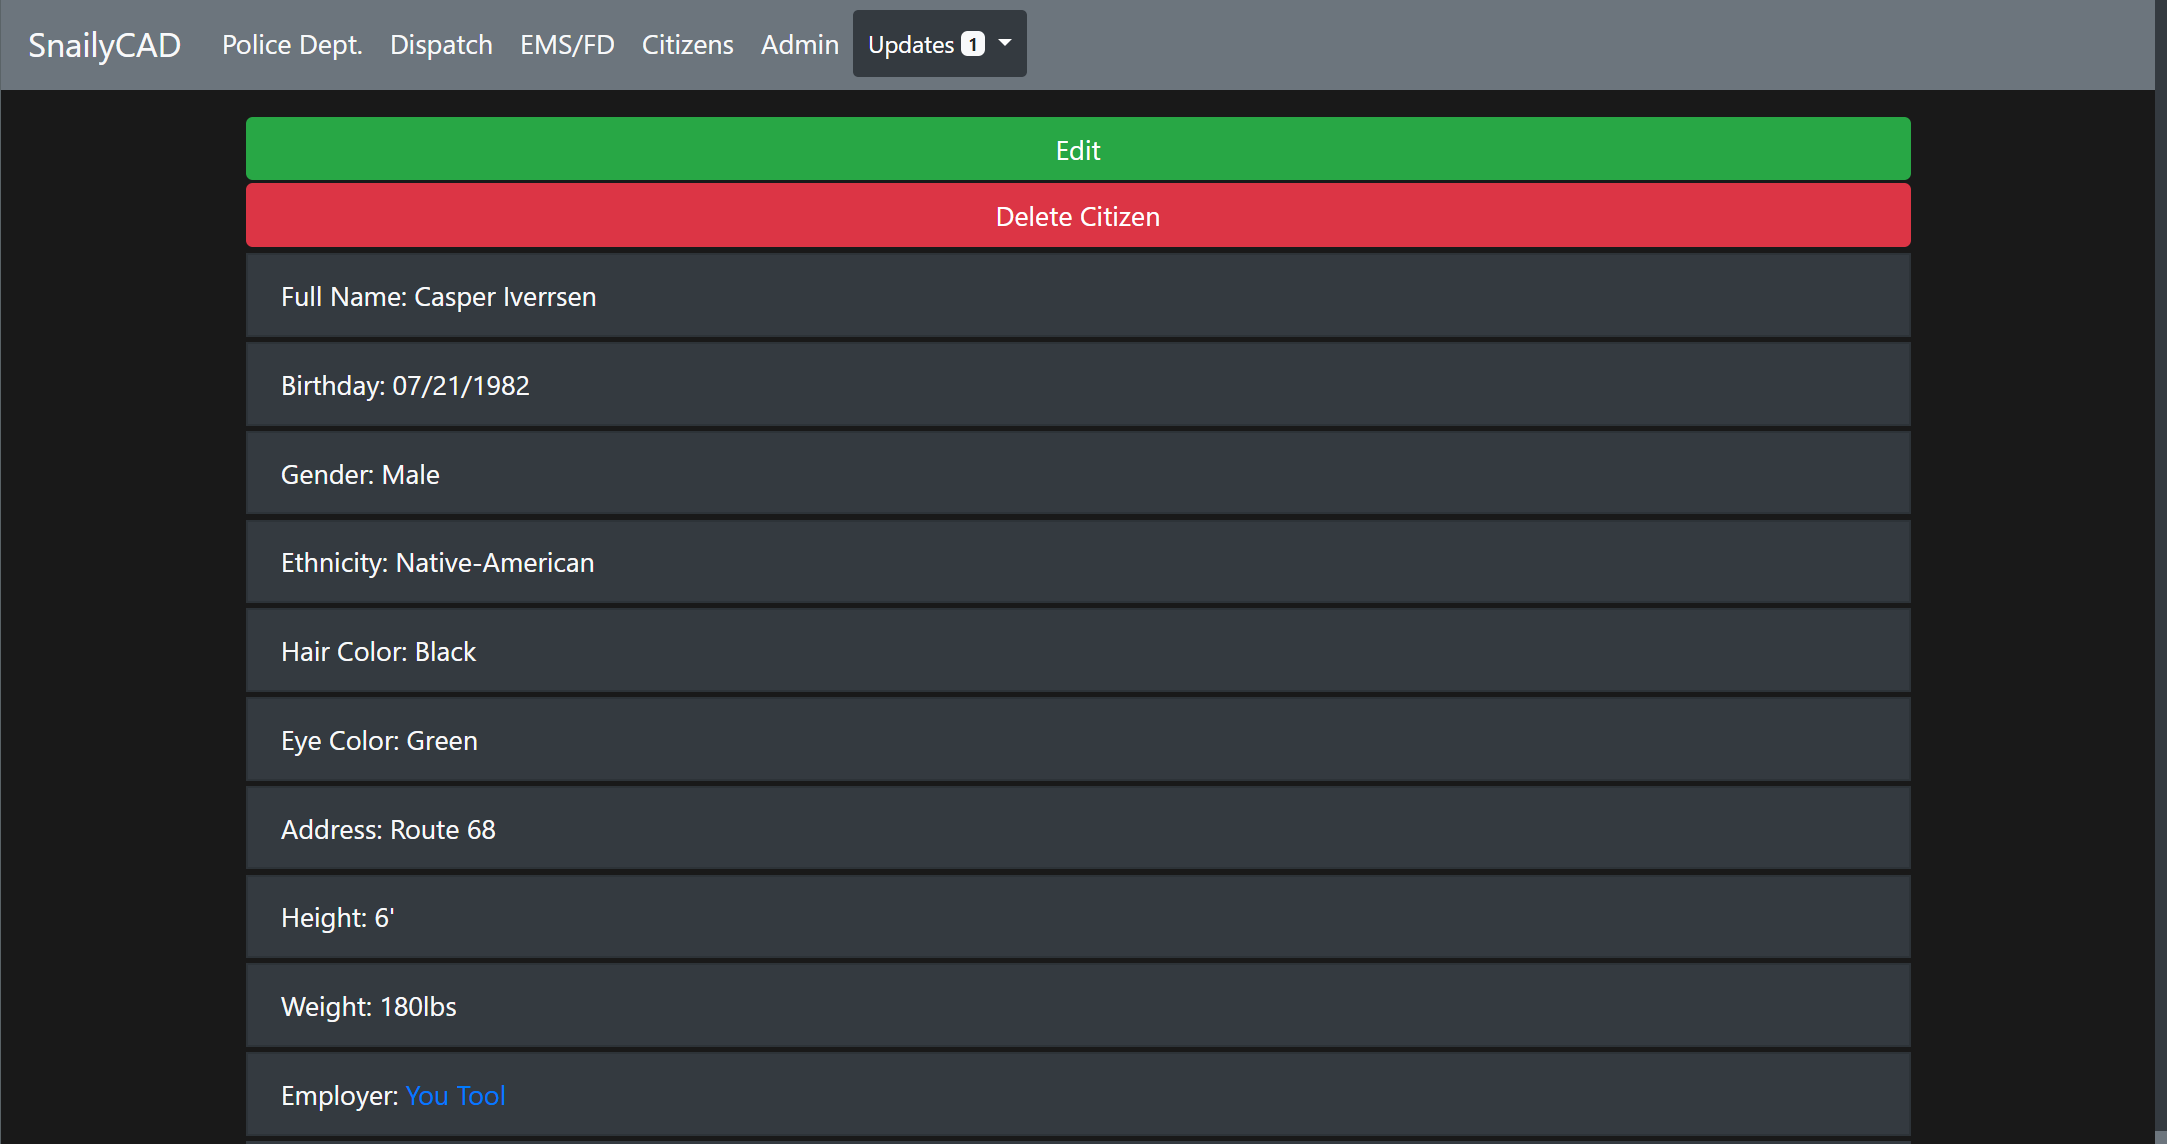 SnailyCAD Police Dept. Dispatch EMS/FD Citizens Admin Updates 1
Edit
Delete Citizen
Full Name: Casper Iverrsen
Birthday: 07/21/1982
Gender: Male
Ethnicity: Native-American
Hair Color: Black
Eye Color: Green
Address: Route 68
Height: 6'
Weight: 180lbs
Employer: You Tool